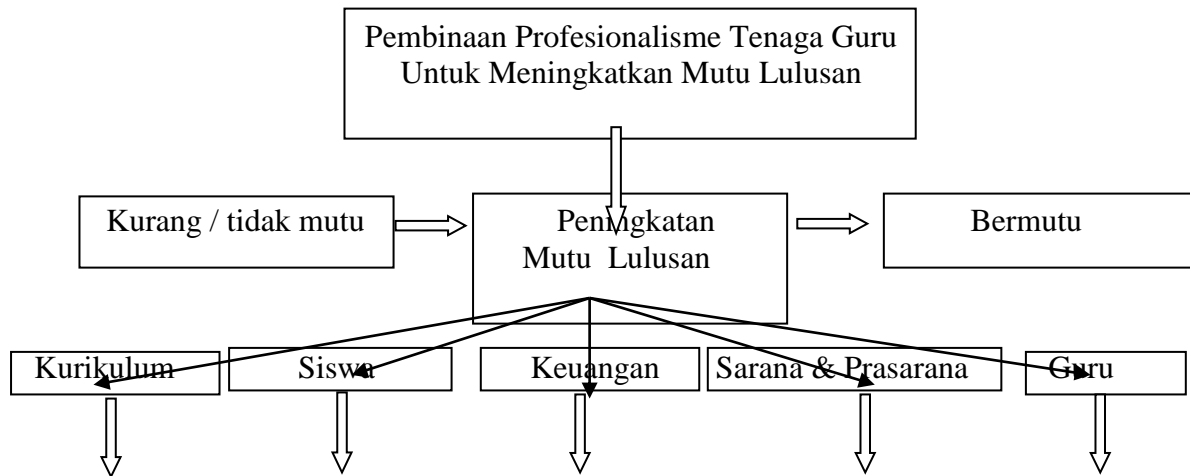 Pembinaan Profesionalisme Tenaga Guru
Untuk Meningkatkan Mutu Lulusan
Kurang / tidak mutu
Peningkatan
Mutu Lulusan
Bermutu
Kurikulum
Siswa
Keuangan
Sarana & Prasarana
Guru